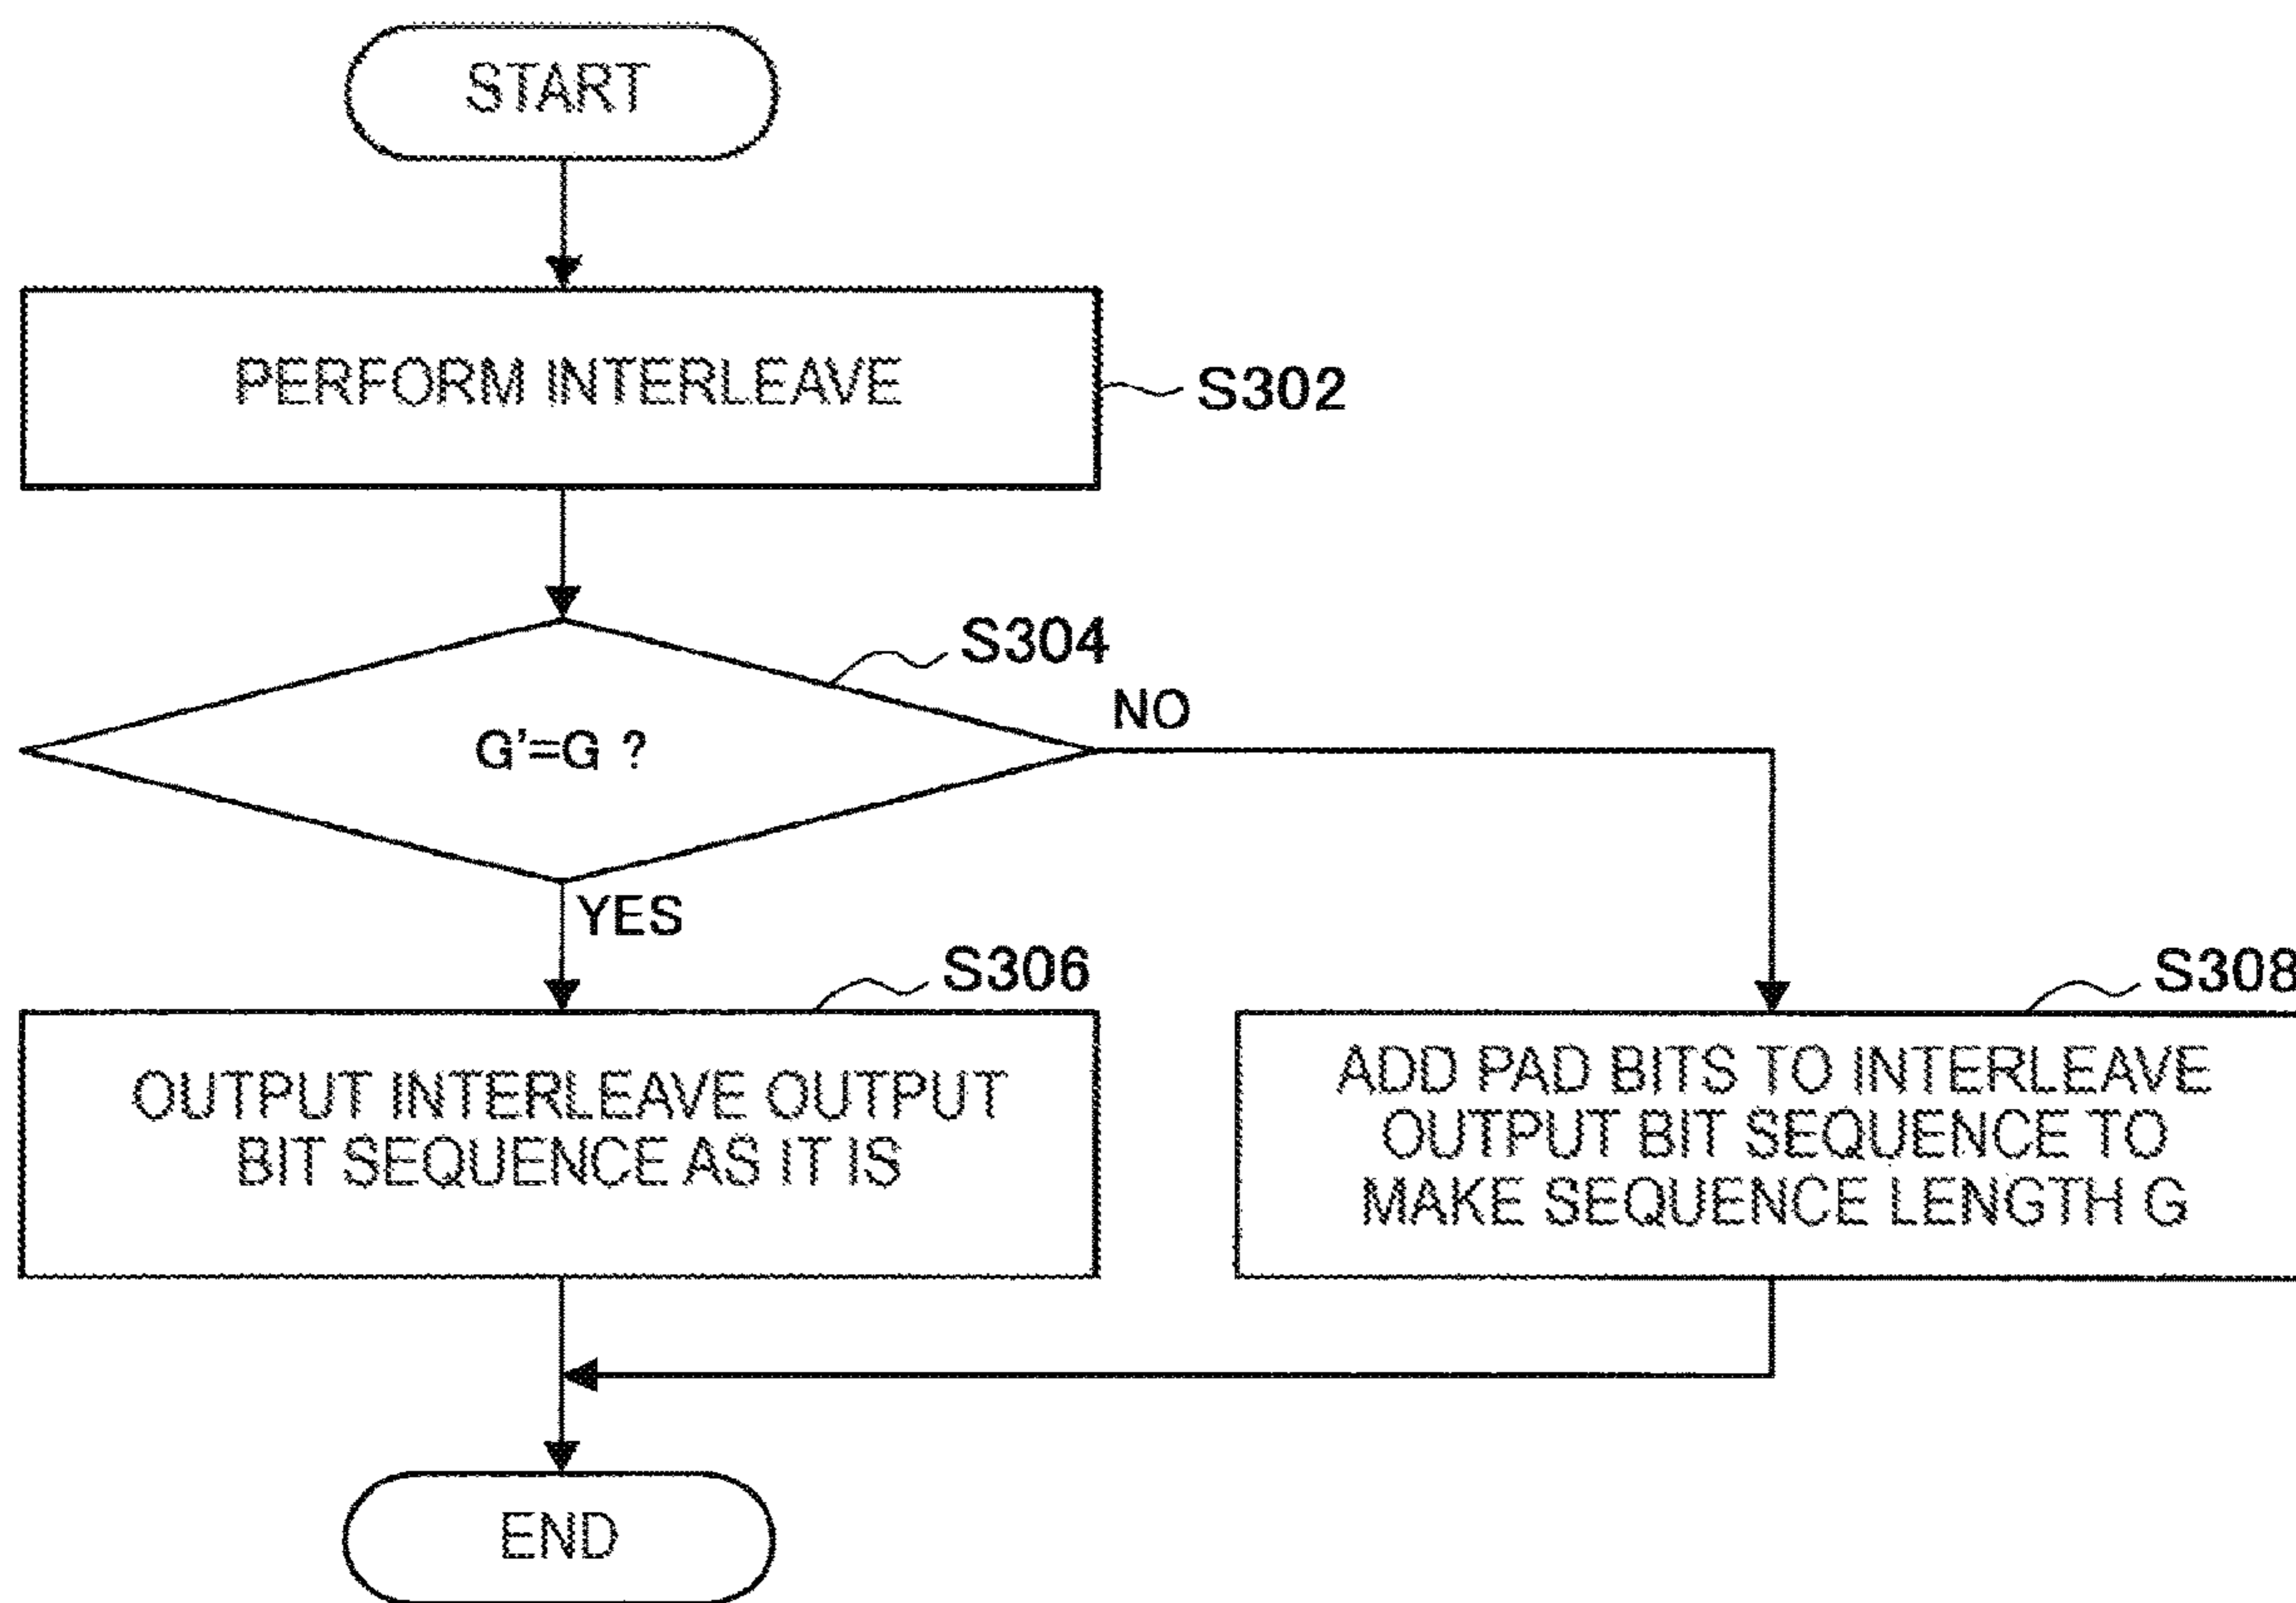 START
PERFORM INTERLEAVE
S302
S304
G'=G ?
NO
YES
S306
OUTPUT INTERLEAVE OUTPUT
BIT SEQUENCE AS IT IS
S308
ADD PAD BITS TO INTERLEAVE
OUTPUT BIT SEQUENCE TO
MAKE SEQUENCE LENGTH G
END